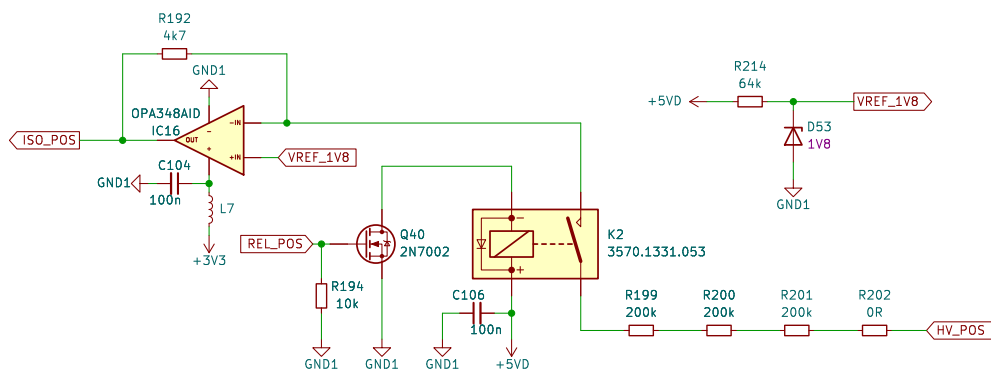 R192
4k7
GND1
R214
64k
OPA348AID
+5VD
VREF_1V8
-
-IN
ISO_POS
IC16
OUT
D53
1V8
+
+IN
VREF_1V8
C104
GND1
100n
GND1
L7
REL_POS
Q40
2N7002
-
K2
3570.1331.053
+3V3
+
R194
10k
C106
100n
R199
200k
R200
200k
R201
200k
R202
0R
HV_POS
GND1
GND1
GND1
+5VD